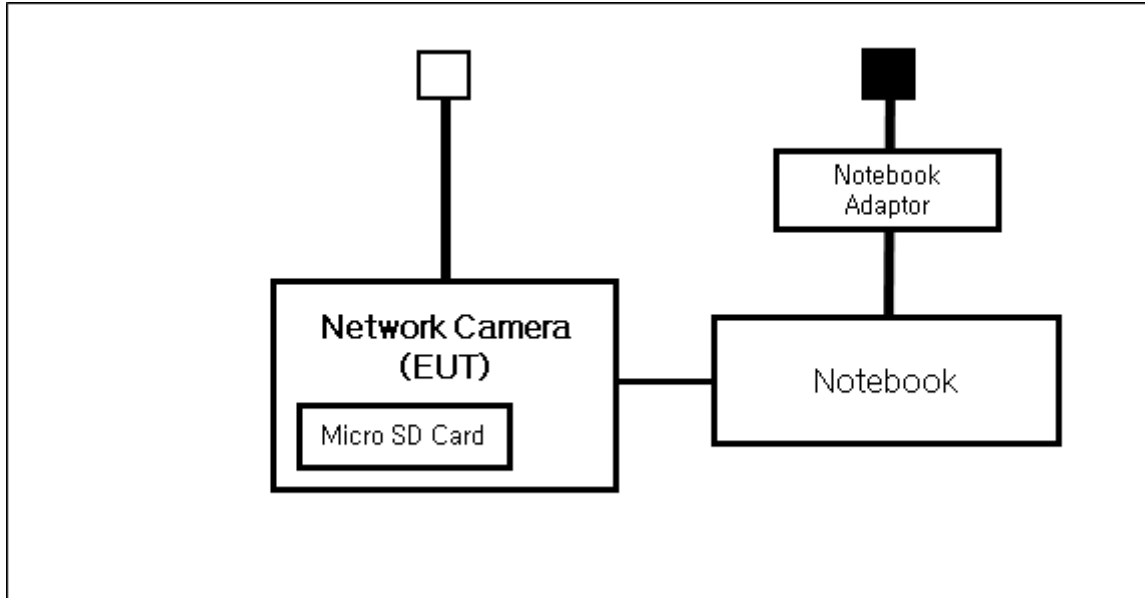 Notebook
Adaptor
Network Camera
(EUT)
Notebook
Micro SD Card